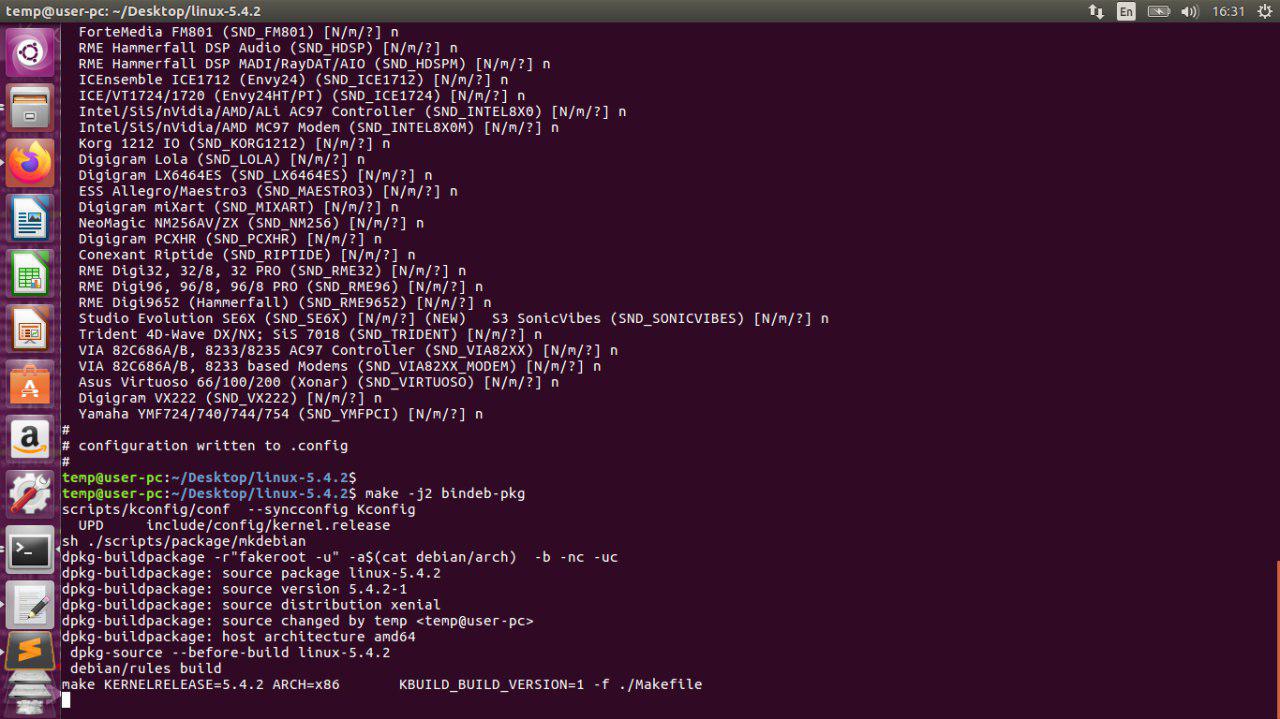 temp@user-pc: ~/Desktop/linux-5.4.2
En
16:31
ForteMedia FM801 (SND_FM801) [N/m/?] n
RME Hammerfall DSP Audio (SND_HDSP) [N/m/?] n
RME Hammerfall DSP MADI/RayDAT/AIO (SND_HDSPM) [N/m/?] n
ICEnsemble ICE1712 (Envy24) (SND_ICE1712) [N/m/?] n
ICE/VT1724/1720 (Envy24HT/PT) (SND_ICE1724) [N/m/?] n
Intel/SiS/nVidia/AMD/ALi AC97 Controller (SND_INTEL8X0) [N/m/?] n
Intel/SiS/nVidia/AMD MC97 Modem (SND_INTEL8X0M) [N/m/?] n
Korg 1212 IO (SND_KORG1212) [N/m/?] n
Digigram Lola (SND_LOLA) [N/m/?] n
Digigram LX6464ES (SND_LX6464ES) [N/m/?] n
ESS Allegro/Maestro3 (SND_MAESTRO3) [N/m/?] n
Digigram miXart (SND_MIXART) [N/m/?] n
NeoMagic NM256AV/ZX (SND_NM256) [N/m/?] n
Digigram PCXHR (SND_PCXHR) [N/m/?] n
Conexant Riptide (SND_RIPTIDE) [N/m/?] n
RME Digi32, 32/8, 32 PRO (SND_RME32) [N/m/?] n
RME Digi96, 96/8, 96/8 PRO (SND_RME96) [N/m/?] n
RME Digi9652 (Hammerfall) (SND_RME9652) [N/m/?] n
Studio Evolution SE6X (SND_SE6X) [N/m/?] (NEW)   S3 SonicVibes (SND_SONICVIBES) [N/m/?] n
Trident 4D-Wave DX/NX; SiS 7018 (SND_TRIDENT) [N/m/?] n
VIA 82C686A/B, 8233/8235 AC97 Controller (SND_VIA82XX) [N/m/?] n
VIA 82C686A/B, 8233 based Modems (SND_VIA82XX_MODEM) [N/m/?] n
Asus Virtuoso 66/100/200 (Xonar) (SND_VIRTUOSO) [N/m/?] n
Digigram VX222 (SND_VX222) [N/m/?] n
Yamaha YMF724/740/744/754 (SND_YMFPCI) [N/m/?] n
#
# configuration written to .config
#
temp@user-pc:~/Desktop/linux-5.4.2$
temp@user-pc:~/Desktop/linux-5.4.2$ make -j2 bindeb-pkg
scripts/kconfig/conf  --syncconfig Kconfig
UPD     include/config/kernel.release
sh ./scripts/package/mkdebian
dpkg-buildpackage -r"fakeroot -u" -a$(cat debian/arch)  -b -nc -uc
dpkg-buildpackage: source package linux-5.4.2
dpkg-buildpackage: source version 5.4.2-1
dpkg-buildpackage: source distribution xenial
dpkg-buildpackage: source changed by temp <temp@user-pc>
dpkg-buildpackage: host architecture amd64
dpkg-source --before-build linux-5.4.2
debian/rules build
make KERNELRELEASE=5.4.2 ARCH=x86       KBUILD_BUILD_VERSION=1 -f ./Makefile